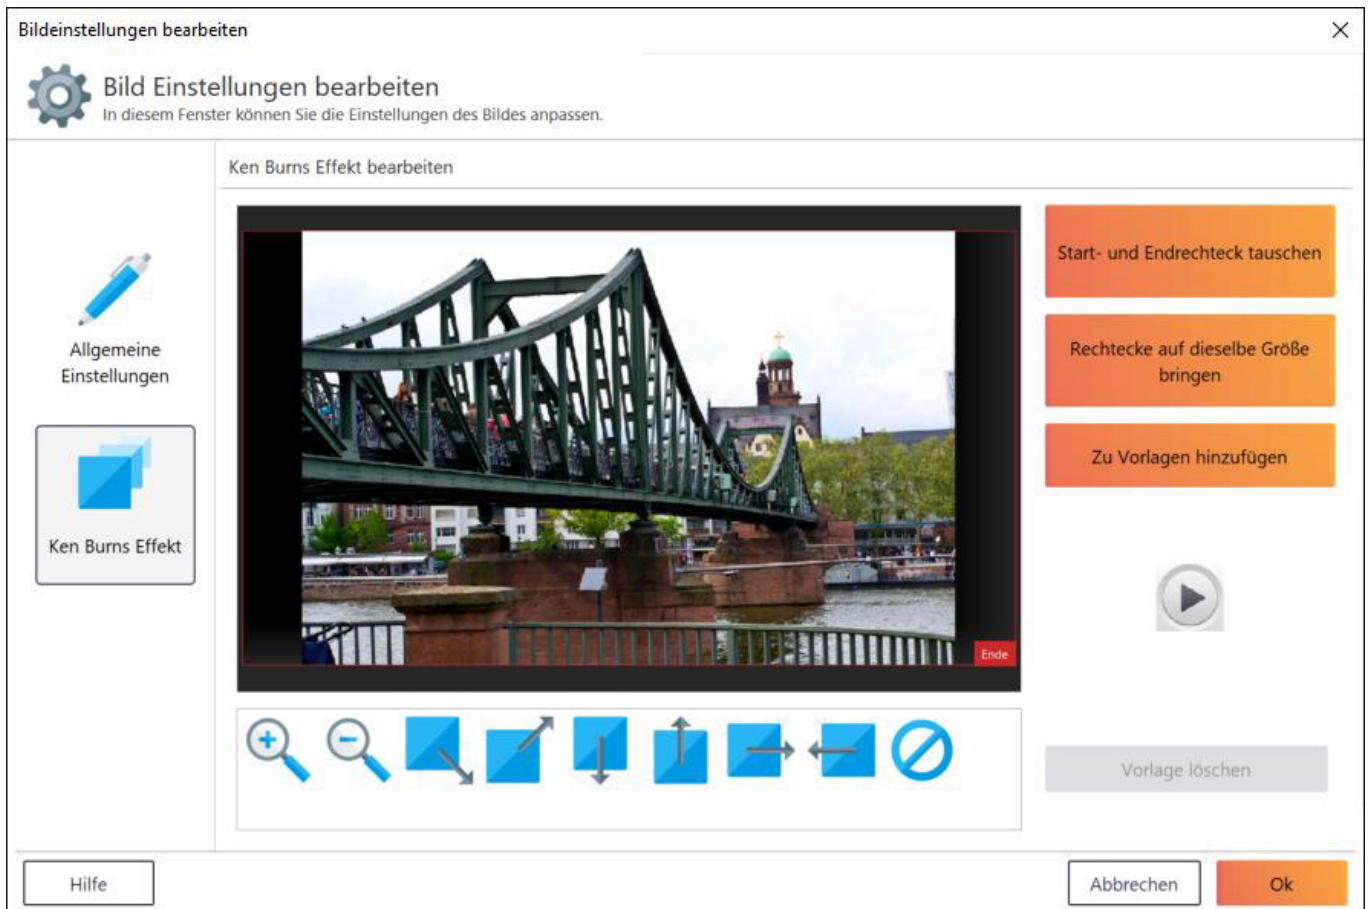 Bildeinstellungen bearbeiten
Bild Einstellungen bearbeiten
In diesem Fenster können Sie die Einstellungen des Bildes anpassen.
Ken Burns Effekt bearbeiten
Allgemeine
Einstellungen
Ken Burns Effekt
Ende
Start- und Endrechteck tauschen
Rechtecke auf dieselbe Größe
bringen
Zu Vorlagen hinzufügen
Vorlage löschen
Hilfe
Abbrechen
Ok